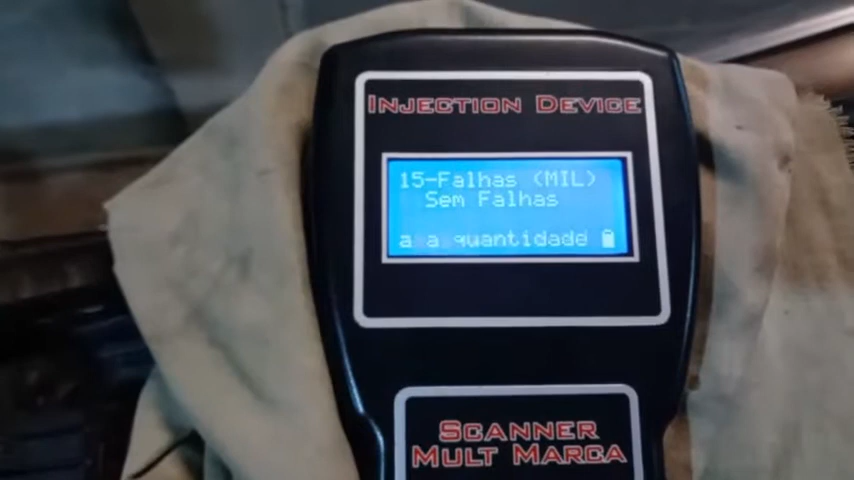 INJECTION DEVICE
15-Falhas (MIL)
Sem Falhas
a a quantidade
SCANNER
MULT MARCA